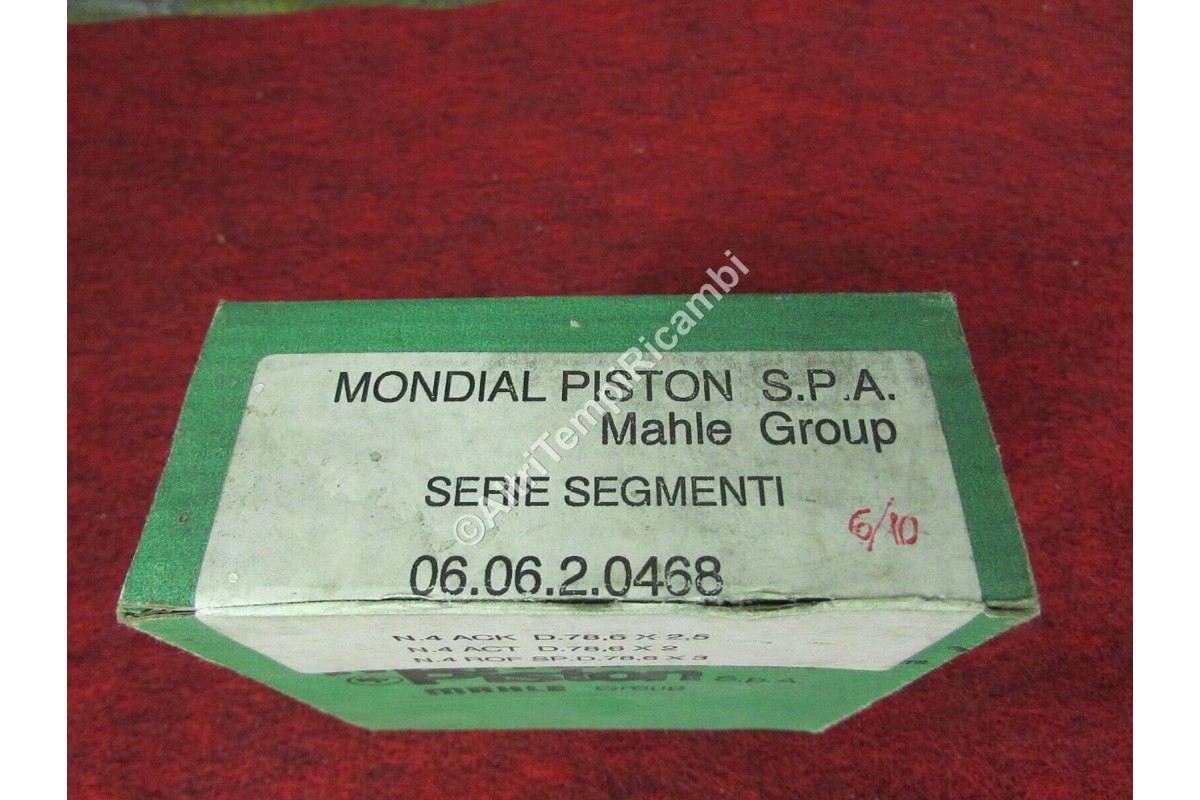 MONDIAL PISTON S.P.A.
Mahle Group
SERIE SEGMENTI
6/10
06.06.2.0468
N.4 ACK D.78,6 X 2,5
N.4 ACT D.78,6 X 2
N.4 ROF SP.D.78,6 X 3
Piston S.p.A.
MAHLE Group
©AltriTempiRicambi